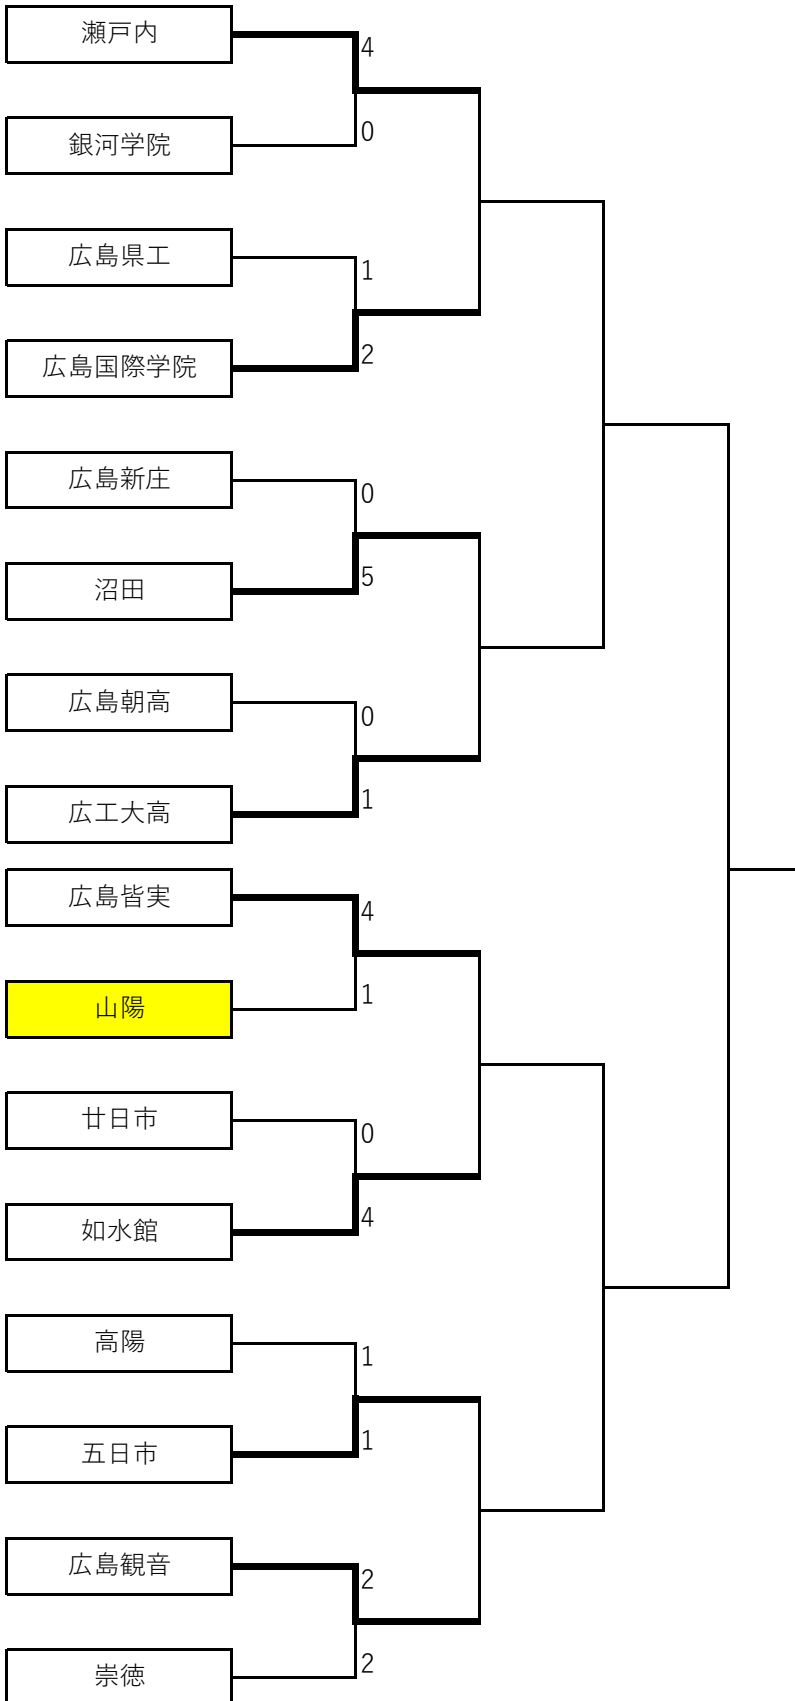 瀬戸内
4
0
銀河学院
広島県工
1
2
広島国際学院
広島新庄
0
5
沼田
広島朝高
0
1
広工大高
広島皆実
4
1
山陽
廿日市
0
4
如水館
高陽
1
1
五日市
広島観音
2
2
崇徳